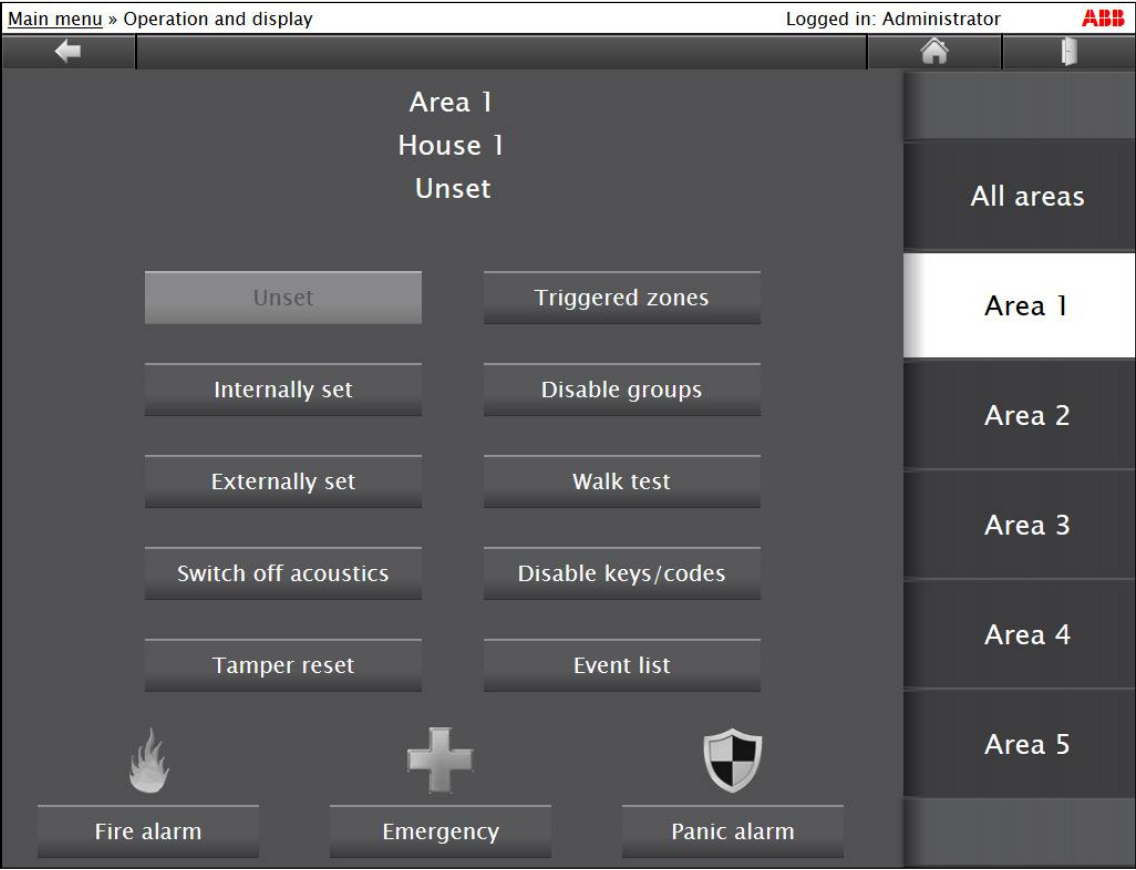 Main menu » Operation and display
Logged in: Administrator
ABB
Area 1
House 1
Unset
Unset
Triggered zones
Internally set
Disable groups
Externally set
Walk test
Switch off acoustics
Disable keys/codes
Tamper reset
Event list
Fire alarm
Emergency
Panic alarm
All areas
Area 1
Area 2
Area 3
Area 4
Area 5